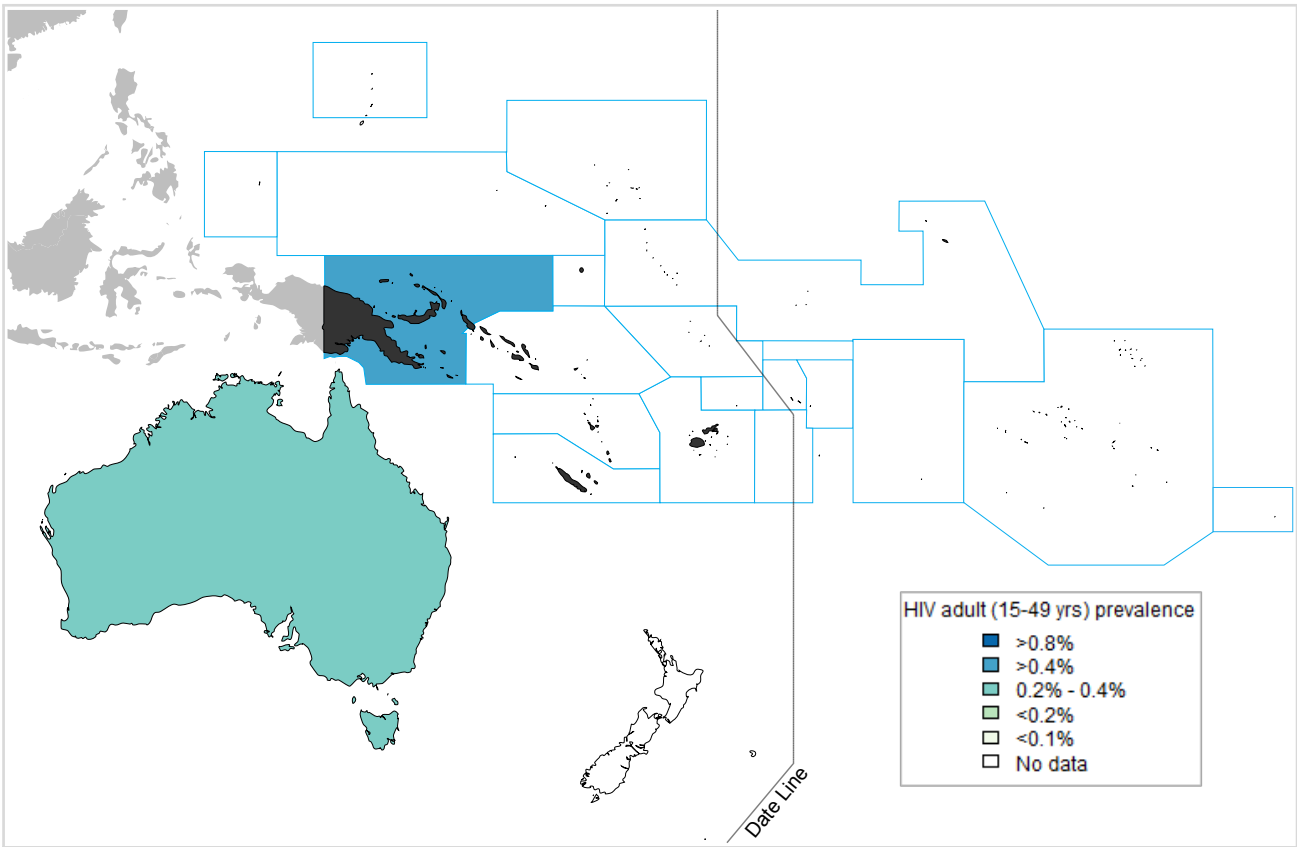 HIV adult (15-49 yrs) prevalence
>0.8%
>0.4%
0.2% - 0.4%
<0.2%
<0.1%
No data
Date Line